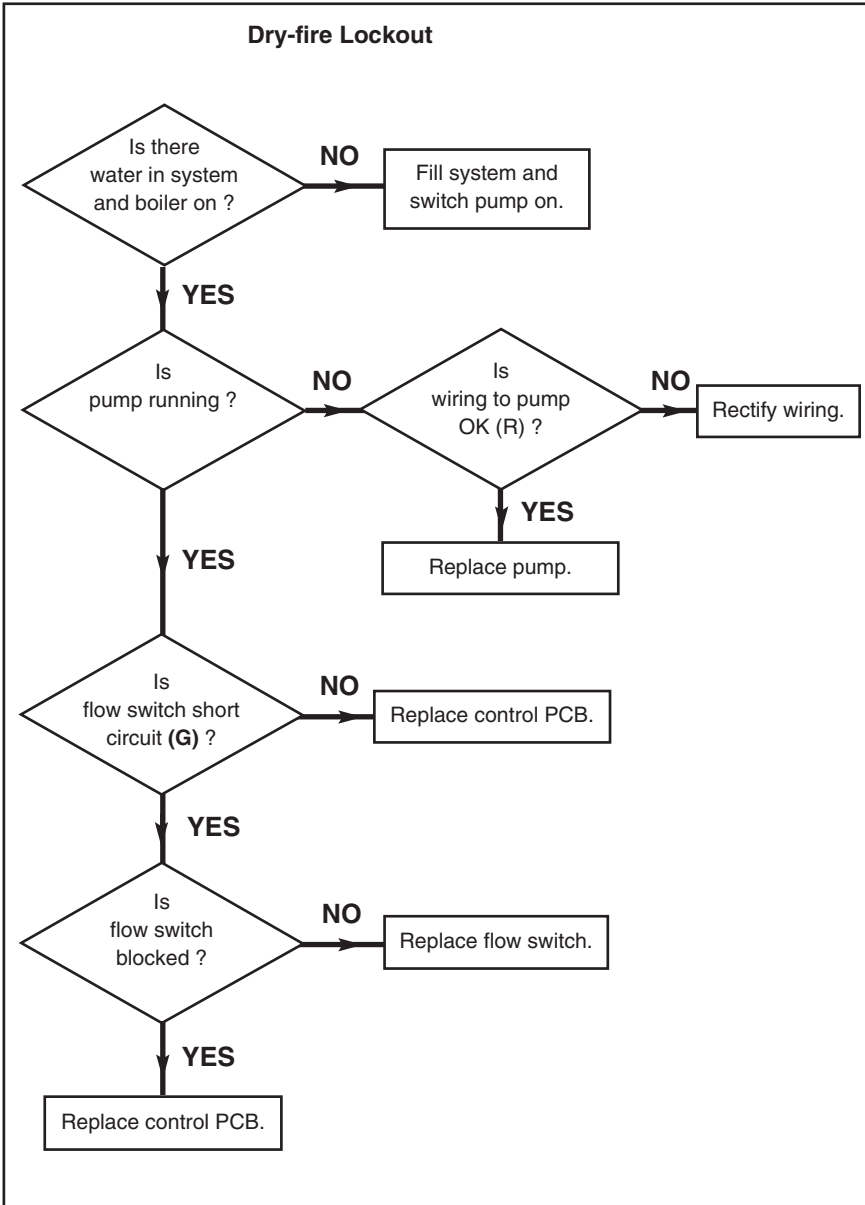 Dry-fire Lockout
Is there
water in system
and boiler on ?
NO
Fill system and
switch pump on.
YES
Is
pump running ?
NO
Is
wiring to pump
OK (R) ?
NO
Rectify wiring.
YES
Replace pump.
YES
Is
flow switch short
circuit (G) ?
NO
Replace control PCB.
YES
Is
flow switch
blocked ?
NO
Replace flow switch.
YES
Replace control PCB.